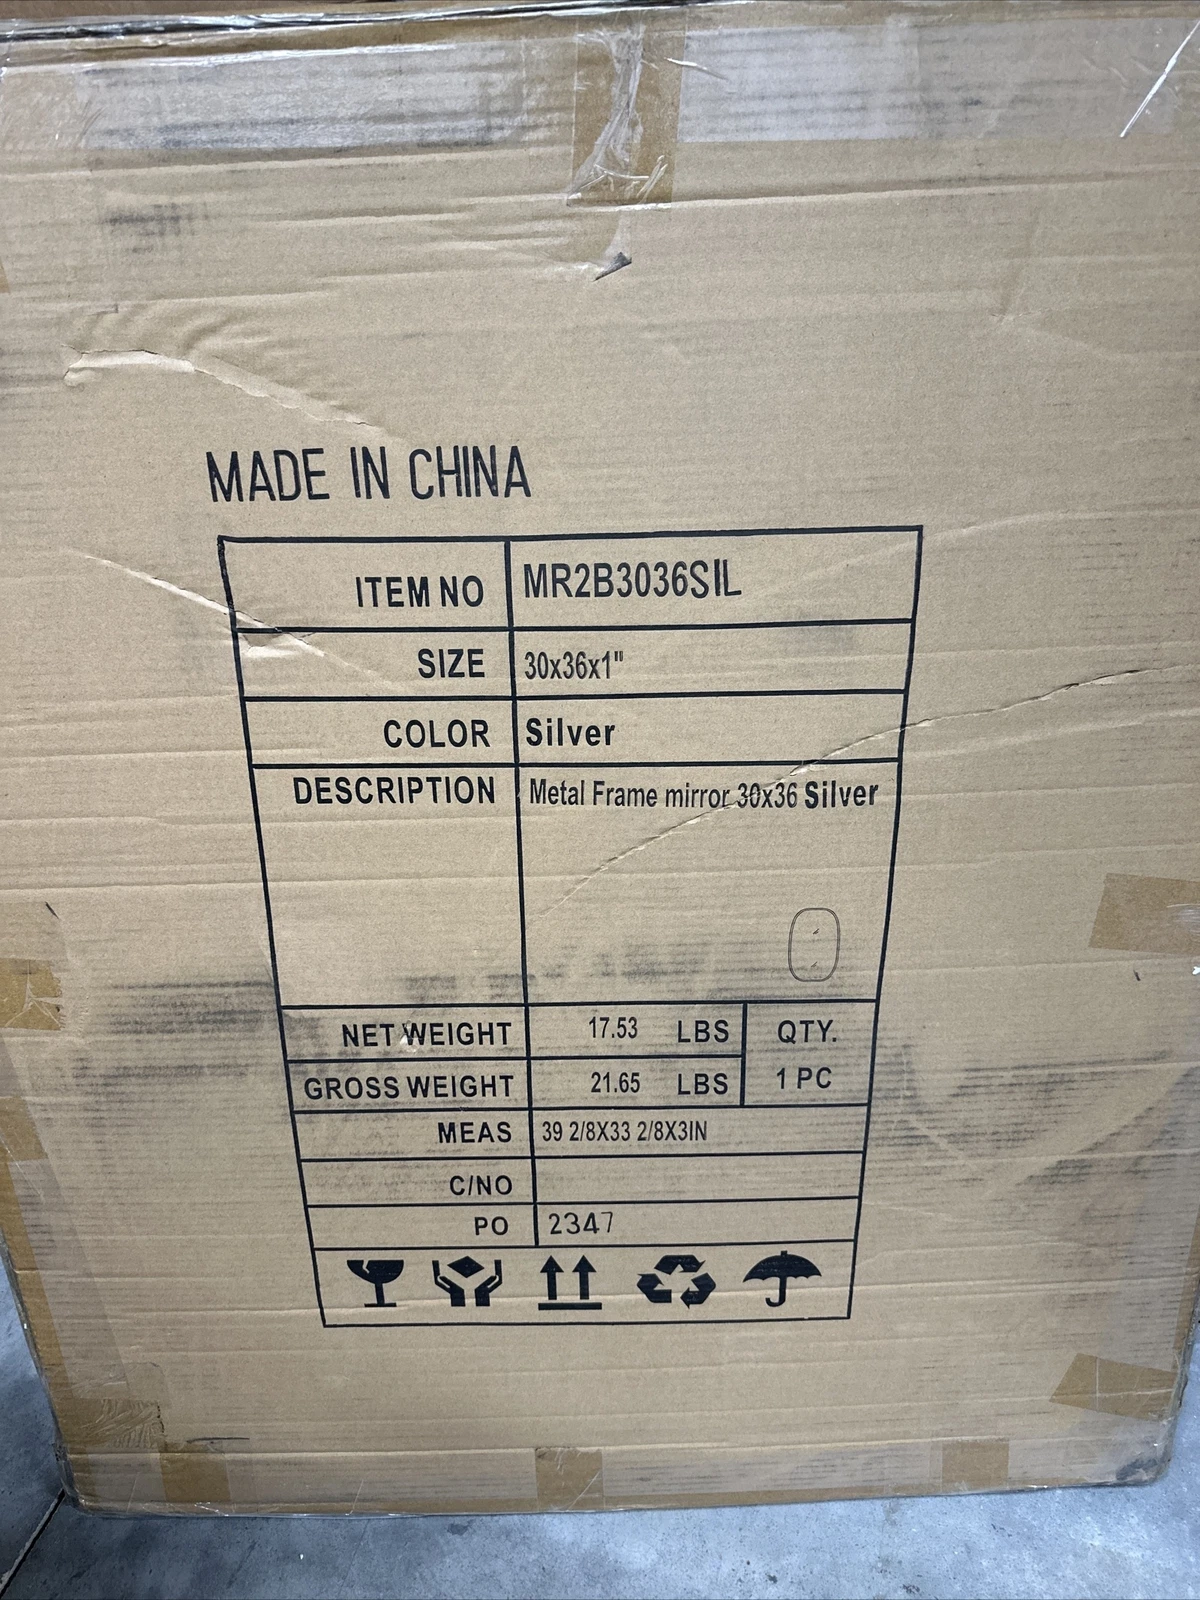 MADE IN CHINA
ITEM NO MR2B3036SIL
SIZE 30x36x1"
COLOR Silver
DESCRIPTION Metal Frame mirror 30x36 Silver
NET WEIGHT 17.53 LBS QTY.
GROSS WEIGHT 21.65 LBS 1 PC
MEAS 39 2/8X33 2/8X3IN
C/NO
PO 2347